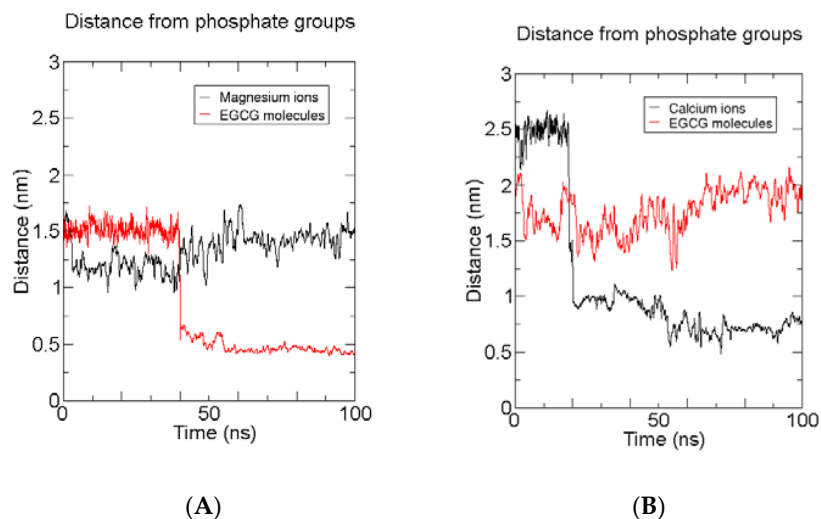 Distance from phosphate groups
3
2.5
2
1.5
1
0.5
0
Distance (nm)
Magnesium ions
EGCG molecules
0
50
100
Time (ns)
(A)
Distance from phosphate groups
3
2.5
2
1.5
1
0.5
0
Distance (nm)
Calcium ions
EGCG molecules
0
50
100
Time (ns)
(B)